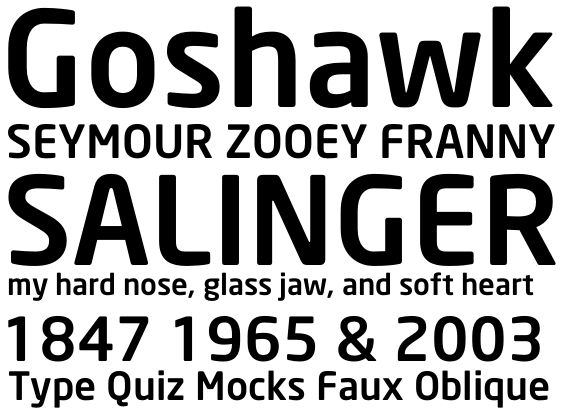 Goshawk
SEYMOUR ZOOEY FRANNY
SALINGER
my hard nose, glass jaw, and soft heart
1847 1965 & 2003
Type Quiz Mocks Faux Oblique